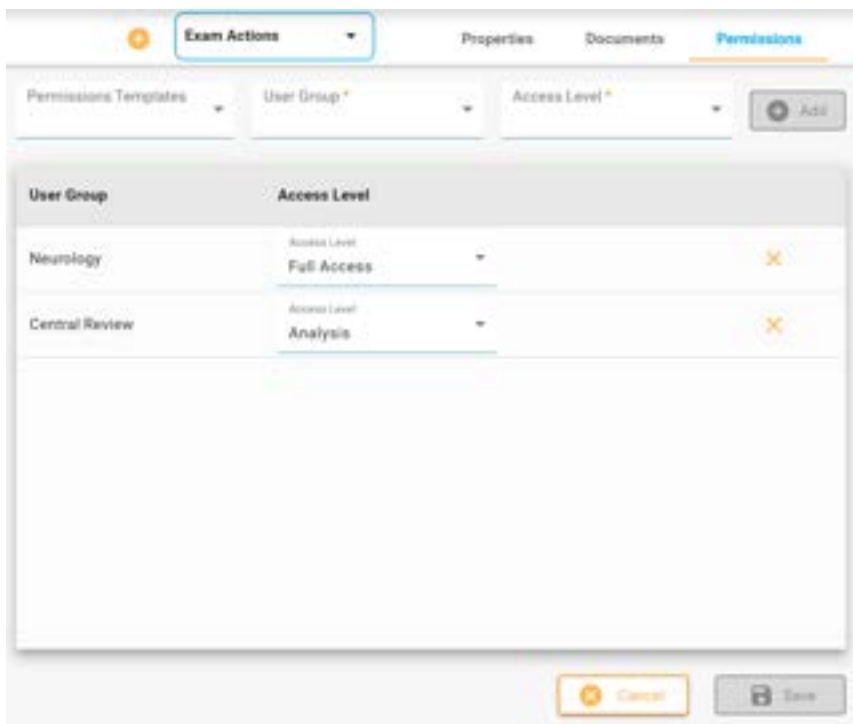 Exam Actions
Properties
Documents
Permissions
Permissions Templates
User Group *
Access Level *
Add
User Group
Access Level
Neurology
Access Level
Full Access
Central Review
Access Level
Analysis
Cancel
Save